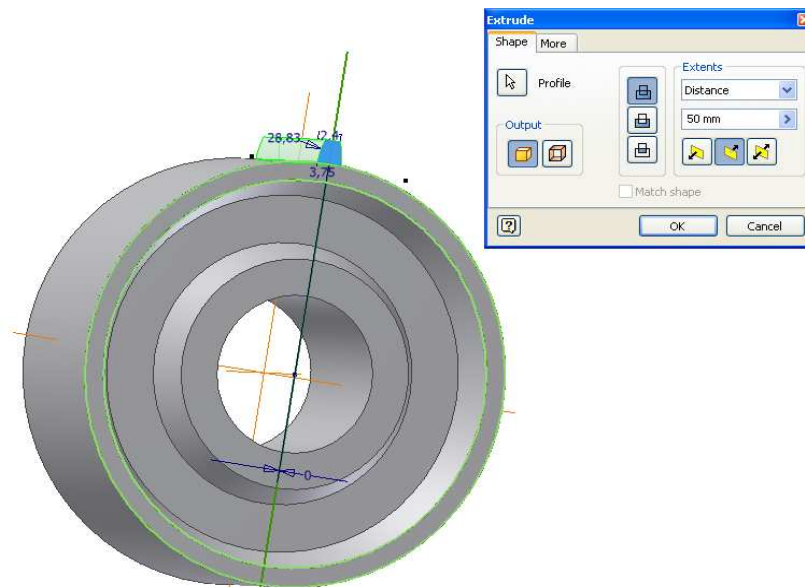 Extrude
Shape More
Extents
Profile
Distance
50 mm
Output
Match shape
OK Cancel
28,83
3,75
0